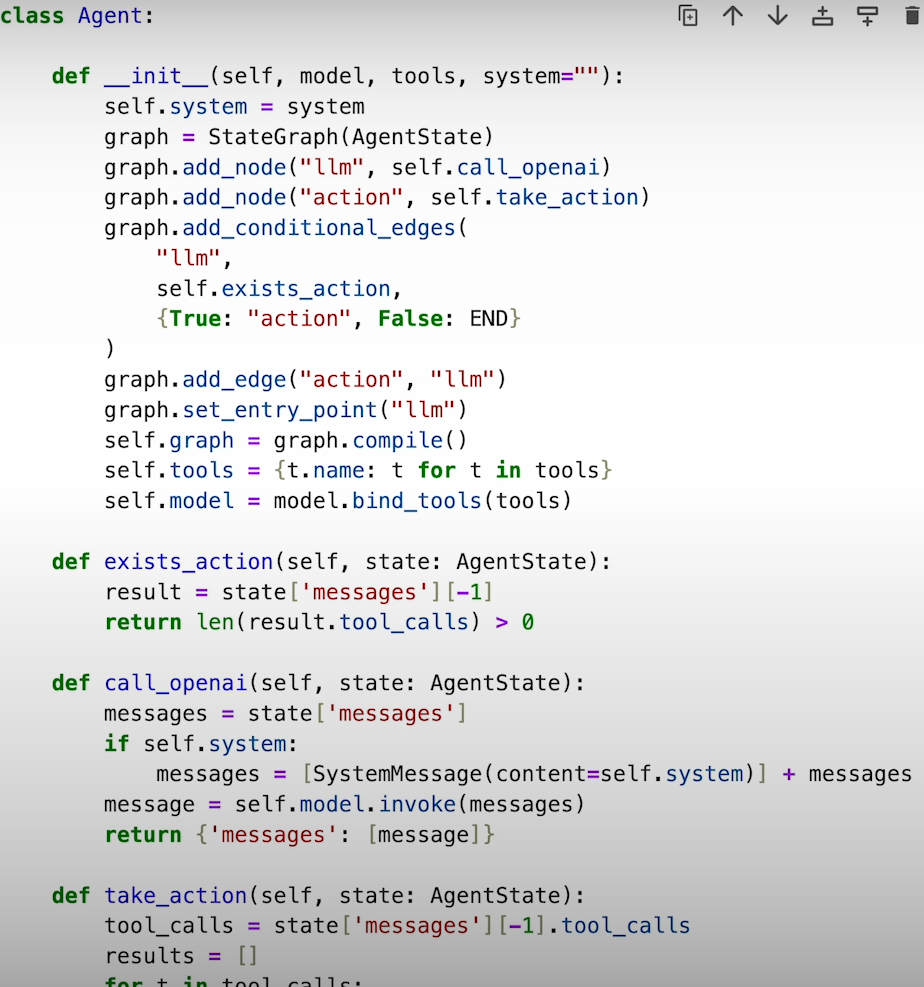 class Agent:

    def __init__(self, model, tools, system=""):
        self.system = system
        graph = StateGraph(AgentState)
        graph.add_node("llm", self.call_openai)
        graph.add_node("action", self.take_action)
        graph.add_conditional_edges(
            "llm",
            self.exists_action,
            {True: "action", False: END}
        )
        graph.add_edge("action", "llm")
        graph.set_entry_point("llm")
        self.graph = graph.compile()
        self.tools = {t.name: t for t in tools}
        self.model = model.bind_tools(tools)

    def exists_action(self, state: AgentState):
        result = state['messages'][-1]
        return len(result.tool_calls) > 0

    def call_openai(self, state: AgentState):
        messages = state['messages']
        if self.system:
            messages = [SystemMessage(content=self.system)] + messages
        message = self.model.invoke(messages)
        return {'messages': [message]}

    def take_action(self, state: AgentState):
        tool_calls = state['messages'][-1].tool_calls
        results = []
        for t in tool_calls: